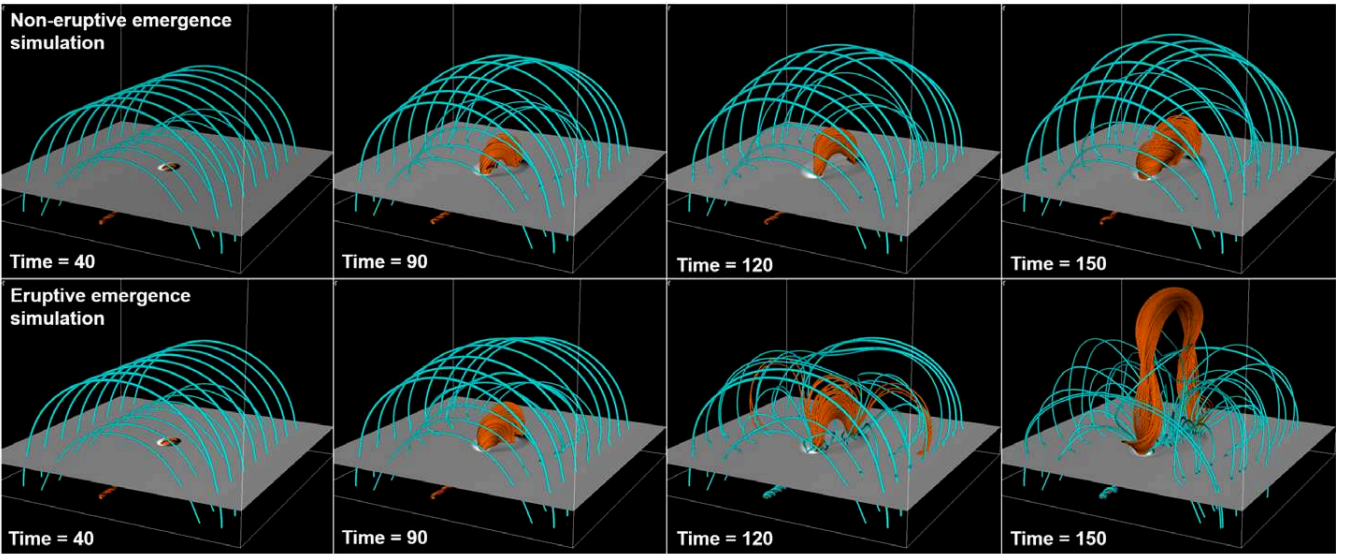 Non-eruptive emergence
simulation
Time = 40
Time = 90
Time = 120
Time = 150
Eruptive emergence
simulation
Time = 40
Time = 90
Time = 120
Time = 150